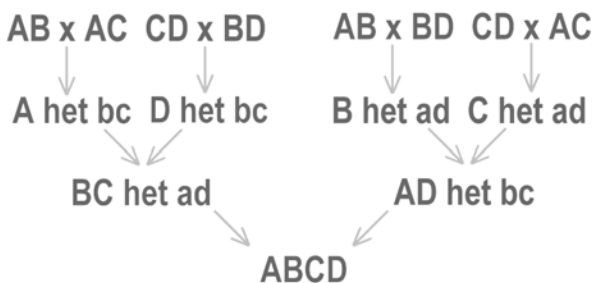 AB x AC CD x BD AB x BD CD x AC
A het bc D het bc B het ad C het ad
BC het ad AD het bc
ABCD